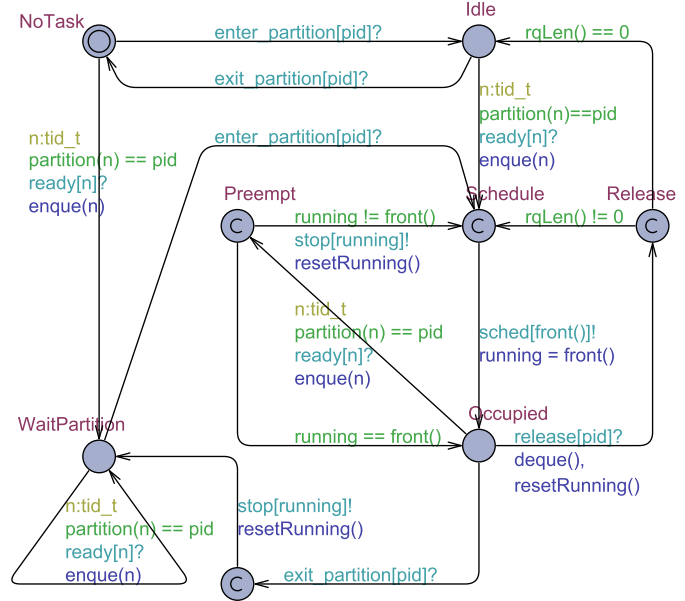 NoTask
Idle
enter_partition[pid]?
rqLen() == 0
exit_partition[pid]?
n:tid_t
partition(n)==pid
ready[n]?
enque(n)
n:tid_t
partition(n) == pid
ready[n]?
enque(n)
enter_partition[pid]?
Preempt
Schedule
Release
C
running != front()
stop[running]!
resetRunning()
C
rqLen() != 0
C
n:tid_t
partition(n) == pid
ready[n]?
enque(n)
sched[front()]!
running = front()
WaitPartition
Occupied
running == front()
release[pid]?
deque(),
resetRunning()
n:tid_t
partition(n) == pid
ready[n]?
enque(n)
stop[running]!
resetRunning()
C
exit_partition[pid]?